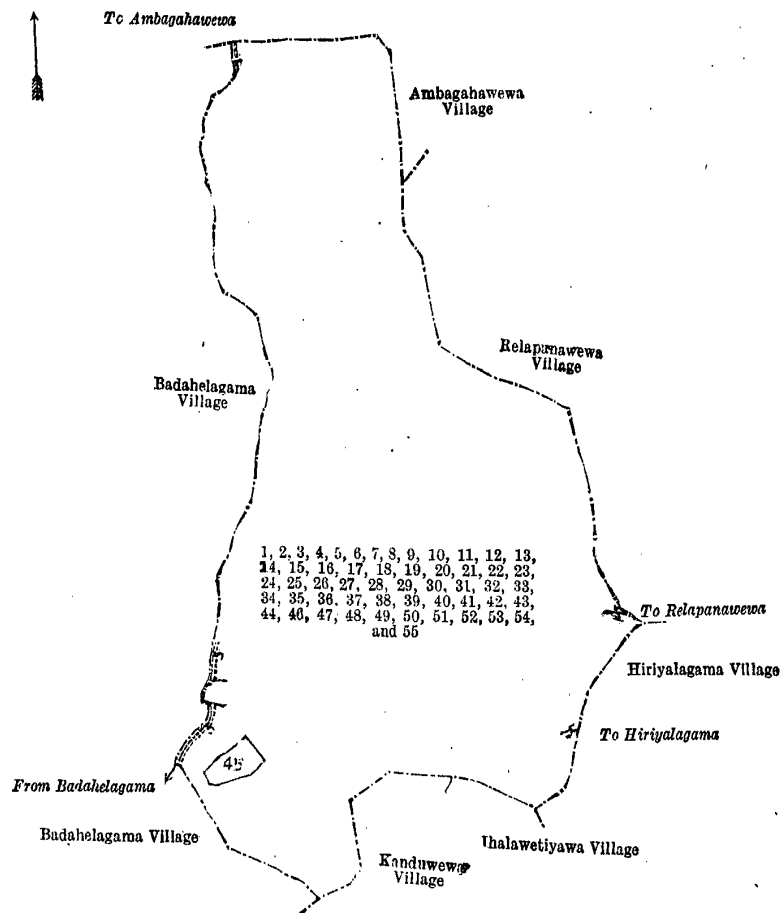 To Ambagahawewa
Ambagahawewa
Village
Relapanawewa
Village
Badahelagama
Village
1, 2, 3, 4, 5, 6, 7, 8, 9, 10, 11, 12, 13,
14, 15, 16, 17, 18, 19, 20, 21, 22, 23,
24, 25, 26, 27, 28, 29, 30, 31, 32, 33,
34, 35, 36, 37, 38, 39, 40, 41, 42, 43,
44, 46, 47, 48, 49, 50, 51, 52, 53, 54,
and 55
To Relapanawewa
Hiriyalagama Village
To Hiriyalagama
45
From Badahelagama
Badahelagama Village
Ihalawetiyawa Village
Kanduwewa
Village